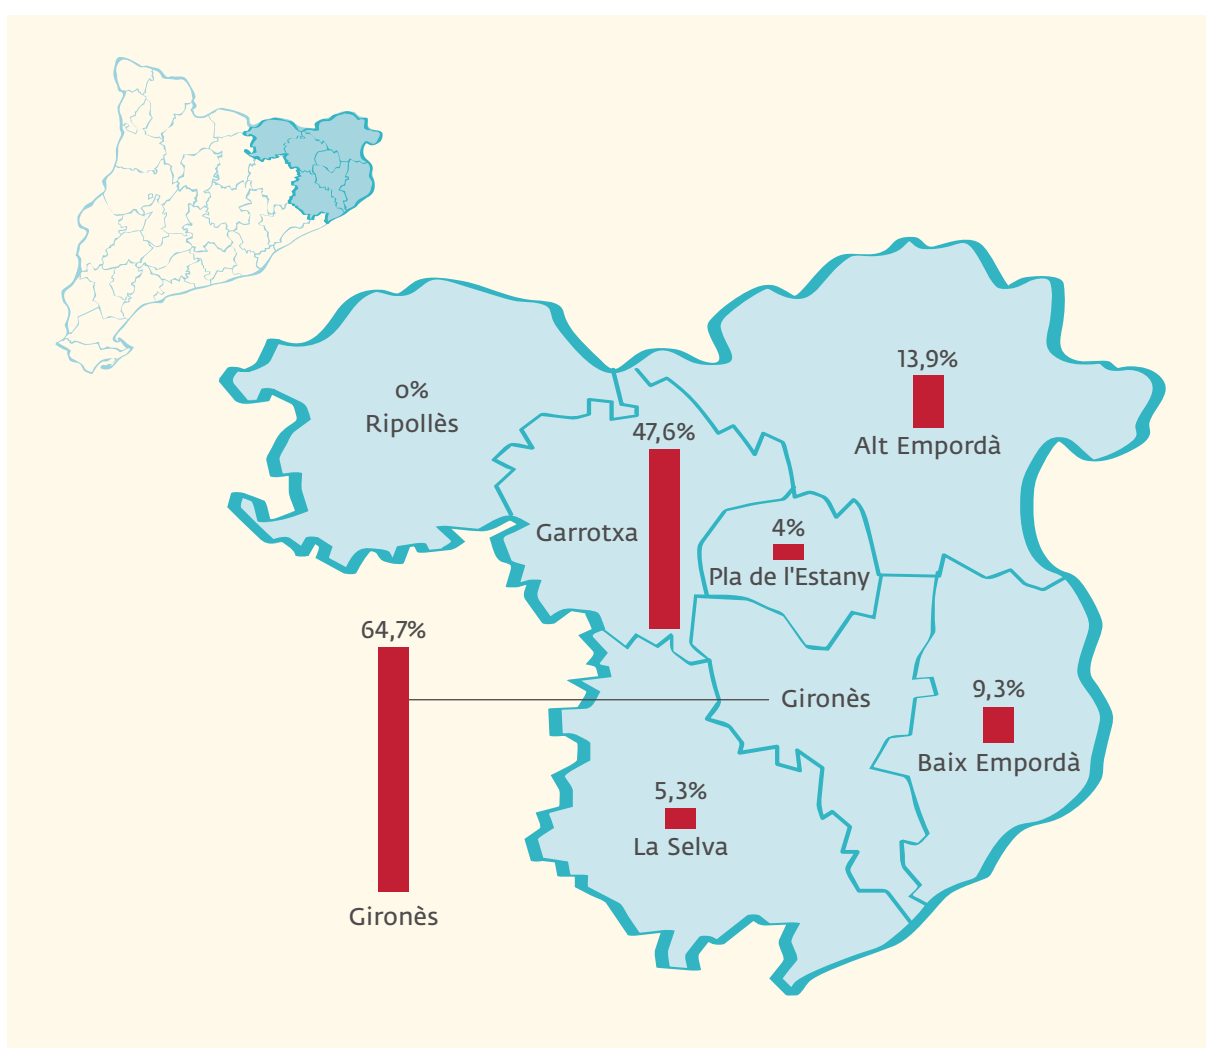 13,9%
Alt Empordà
0%
Ripollès
47,6%
Garrotxa
4%
Pla de l'Estany
64,7%
Gironès
9,3%
Baix Empordà
5,3%
La Selva
Gironès